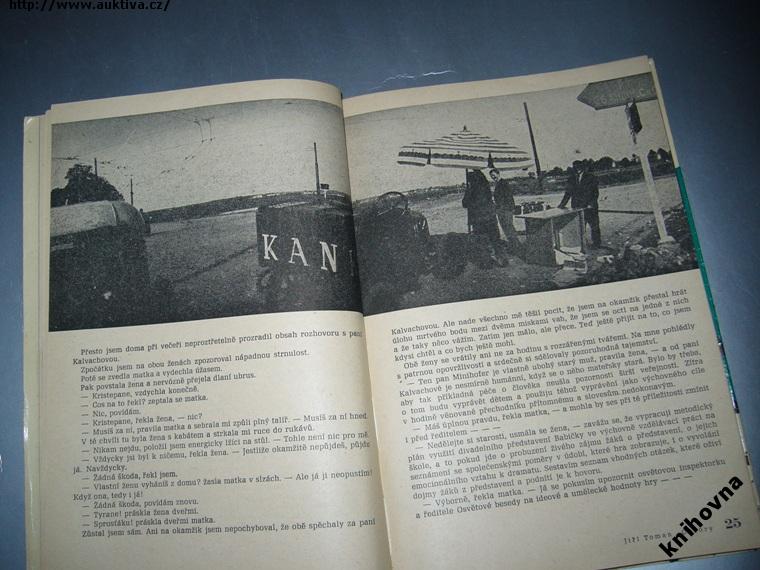 http://www.auktiva.cz/
KAN
Přesto jsem doma při večeři neprozřetelně prozradil obsah rozhovoru s paní
Kalvachovou.
Zpočátku jsem na obou ženách zpozoroval nápadnou strnulost.
Poté se zvedla matka a vydechla úžasem.
Pak povstala žena a nervózně přejela dlaní ubrus.
— Kristepane, vzdychla konečně.
— Cos na to řekl? zeptala se matka.
— Nic, povídám.
— Kristepane, řekla žena, — nic?
— Musíš za ní, pravila matka a sebrala mi zpola plný talíř. — Musíš za ní hned.
V té chvíli tu byla žena s kabátem a strkala mi ruce do rukávů.
— Nikam nejdu, položil jsem energicky lžíci na stůl. — Tohle není nic pro mě.
— Vždycky jsi byl k ničemu, řekla žena. — Jestliže okamžitě nepůjdeš, půjdu
já. Navždycky.
— Žádná škoda, řekl jsem.
— Vlastní ženu vyháníš z domu? žasla matka v slzách. — Ale já ji neopustím!
Když ona, tedy i já!
— Žádná škoda, povídám znovu.
— Tyrane! práskla žena dveřmi.
— Sprosťáku! práskla dveřmi matka.
Zůstal jsem sám. Ani na okamžik jsem nepochyboval, že obě spěchaly za paní
Kalvachovou. Ale nade všechno mě těšil pocit, že jsem na okamžik přestal hrát
úlohu mrtvého bodu mezi dvěma miskami vah, že jsem se octl na jedné z nich
a že taky něco vážím. Zatím jen málo, ale přece. Teď ještě přijít na to, co
kdysi chtěl a co bych ještě mohl.
Obě ženy se vrátily ani ne za hodinu s rozzářenými tvářemi. Na mne pohlédly
s patrnou opovržlivostí a srdečně si sdělovaly pozoruhodná tajemství.
— Ten pan Minihofer je vlastně ubohý starý muž, pravila žena, — a od paní
Kalvachové je nesmírně humánní, když se o něho mateřsky stará. Bylo by třeba,
aby tak příkladná péče o člověka neušla pozornosti širší veřejnosti. Zítra
o tom budu vyprávět dětem a použiji téhož vyprávění jako výchovného cíle
v hodině věnované přechodníku přítomnému a slovesům nedokonavým.
— Máš úplnou pravdu, řekla matka, — a mohla by ses při té příležitosti zmínit
i před ředitelem — — —
— Nedělejte si starosti, usmála se žena, — zavážu se, že vypracuji metodický
plán využití divadelního představení Babičky ve výchovně vzdělávací práci na
škole, a to pokud jde o probuzení živého zájmu žáků o představení, o jejich
seznámení se společenskými poměry v údobí, které hra zobrazuje, i o vyvolání
emocionálního vztahu k dramatu. Sestavím seznam vhodných otázek, které oživí
dojmy žáků z představení a podnítí je k hovoru.
— Výborně, řekla matka. — Já se pokusím upozornit osvětovou inspektorku
a ředitele Osvětové besedy na ideové a umělecké hodnoty hry — — —
Jiří Toman
25
knihovna